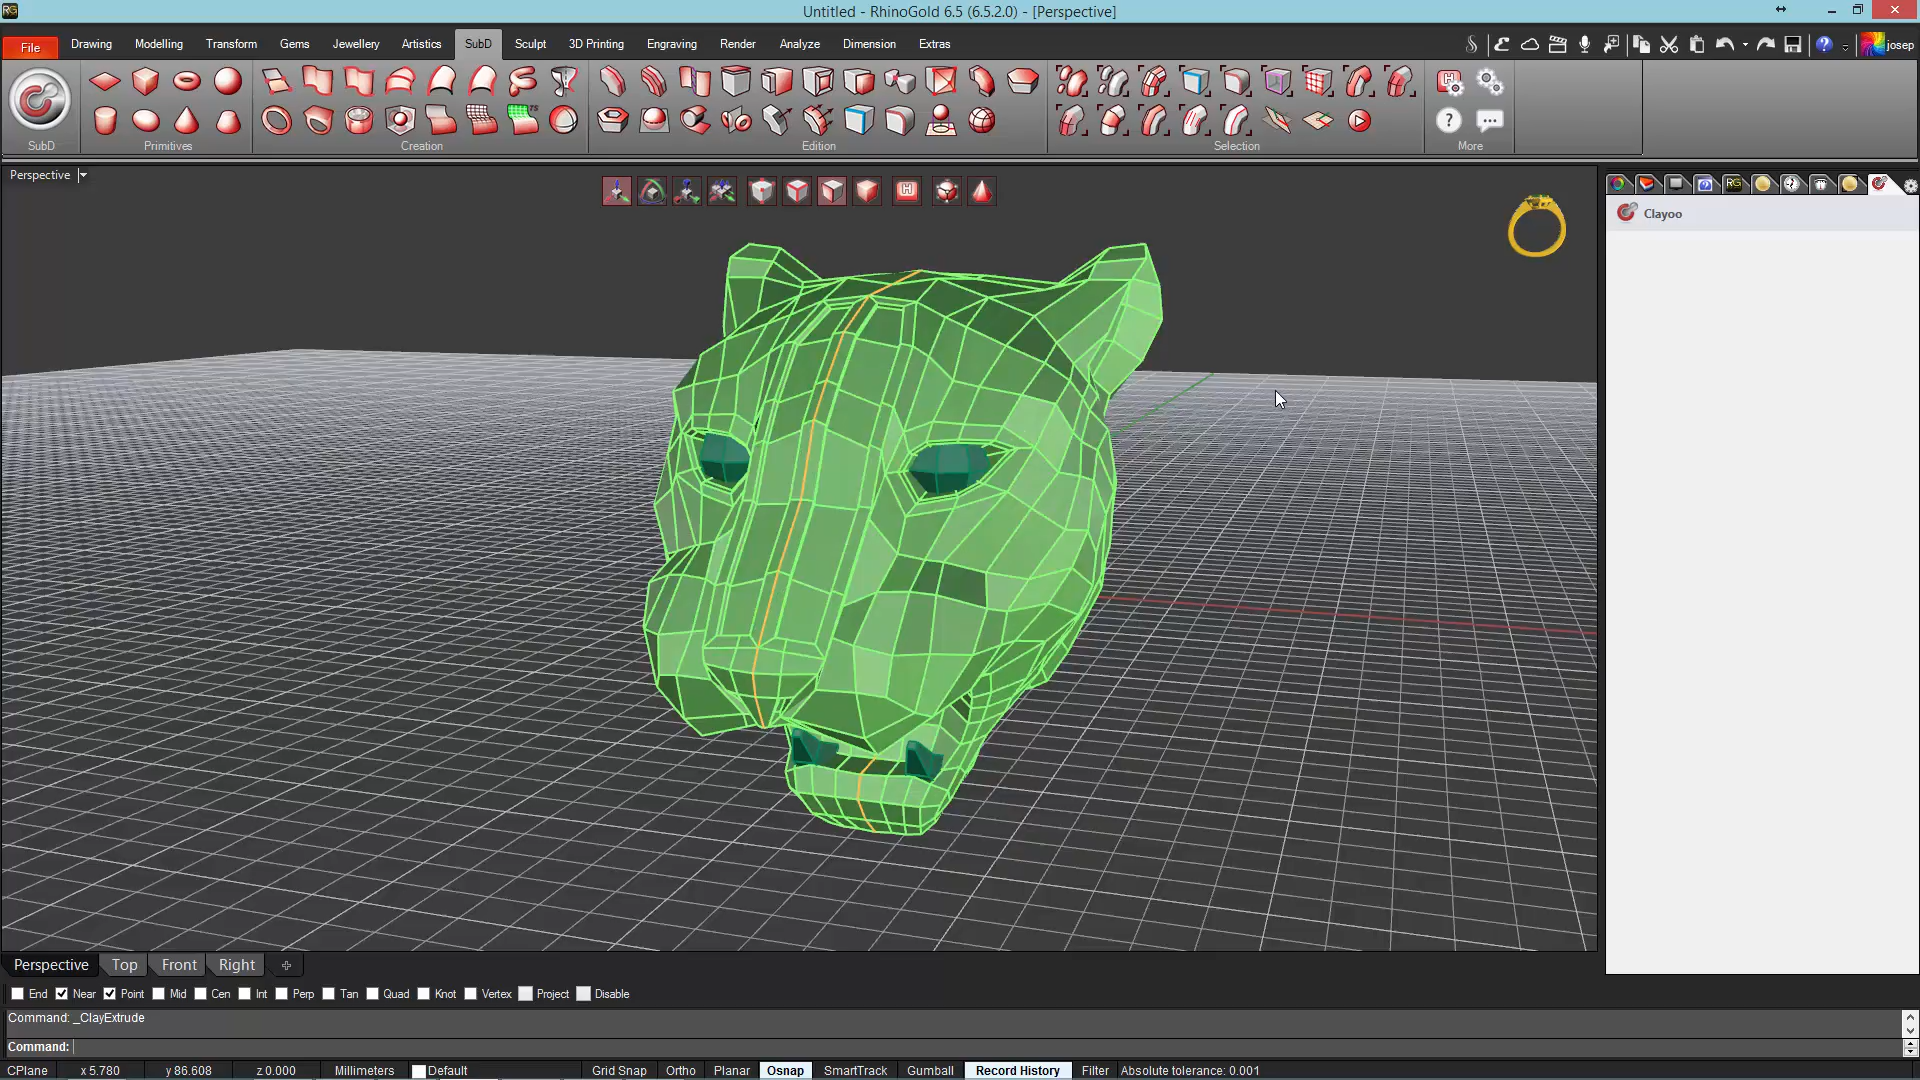 Untitled - RhinoGold 6.5 (6.5.2.0) - [Perspective]
File Drawing Modelling Transform Gems Jewellery Artistics SubD Sculpt 3D Printing Engraving Render Analyze Dimension Extras
josep
SubD Primitives Creation Edition Selection More
Perspective
Clayoo
Perspective Top Front Right
End Near Point Mid Cen Int Perp Tan Quad Knot Vertex Project Disable
Command: _ClayExtrude
Command:
CPlane x 5.780 y 86.608 z 0.000 Millimeters Default Grid Snap Ortho Planar Osnap SmartTrack Gumball Record History Filter Absolute tolerance: 0.001